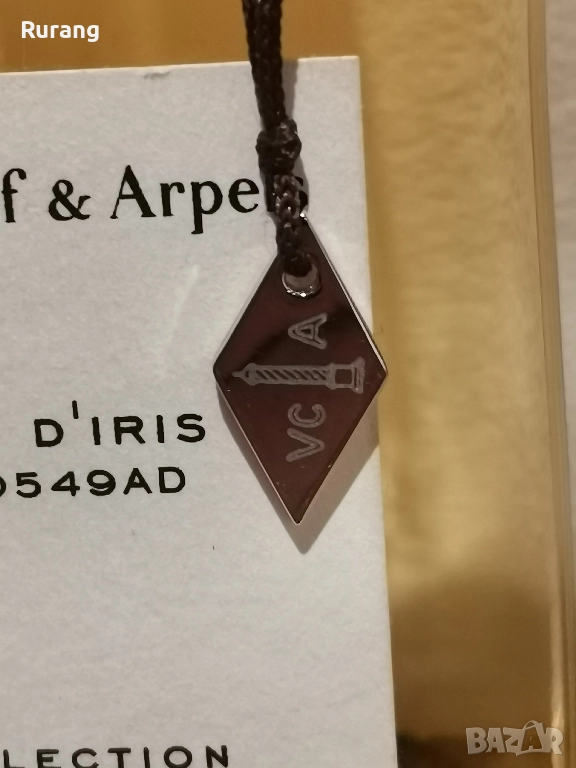 Rurang
f & Arpels
VC A
D'IRIS
0549AD
LECTION
BAZAR